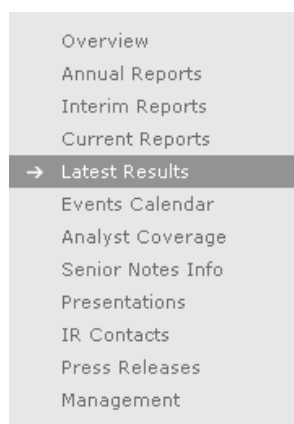 Overview
Annual Reports
Interim Reports
Current Reports
→ Latest Results
Events Calendar
Analyst Coverage
Senior Notes Info
Presentations
IR Contacts
Press Releases
Management